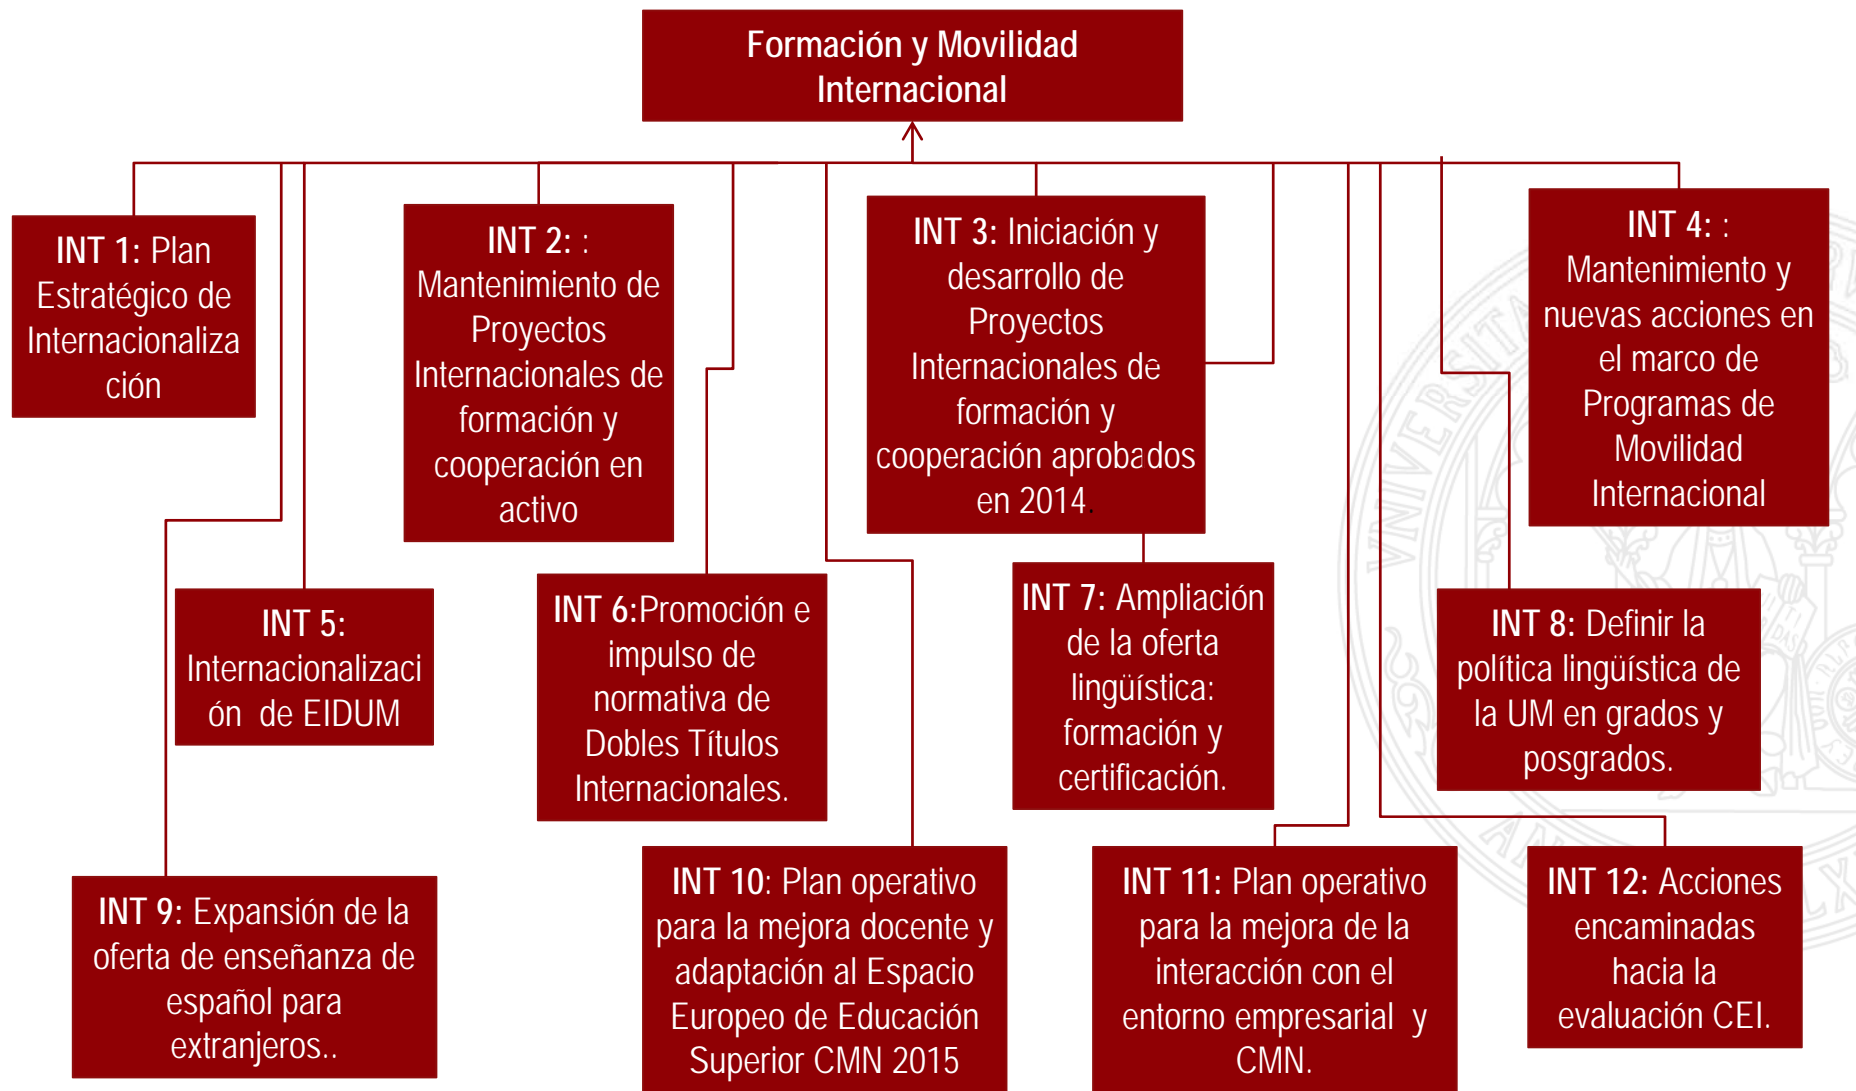 Formación y Movilidad
Internacional
INT 1: Plan
Estratégico de
Internacionaliza
ción
INT 2: :
Mantenimiento de
Proyectos
Internacionales de
formación y
cooperación en
activo
INT 3: Iniciación y
desarrollo de
Proyectos
Internacionales de
formación y
cooperación aprobados
en 2014.
INT 4: :
Mantenimiento y
nuevas acciones en
el marco de
Programas de
Movilidad
Internacional
INT 5:
Internacionalizaci
ón de EIDUM
INT 6:Promoción e
impulso de
normativa de
Dobles Títulos
Internacionales.
INT 7: Ampliación
de la oferta
lingüística:
formación y
certificación.
INT 8: Definir la
política lingüística de
la UM en grados y
posgrados.
INT 9: Expansión de la
oferta de enseñanza de
español para
extranjeros..
INT 10: Plan operativo
para la mejora docente y
adaptación al Espacio
Europeo de Educación
Superior CMN 2015
INT 11: Plan operativo
para la mejora de la
interacción con el
entorno empresarial y
CMN.
INT 12: Acciones
encaminadas
hacia la
evaluación CEI.